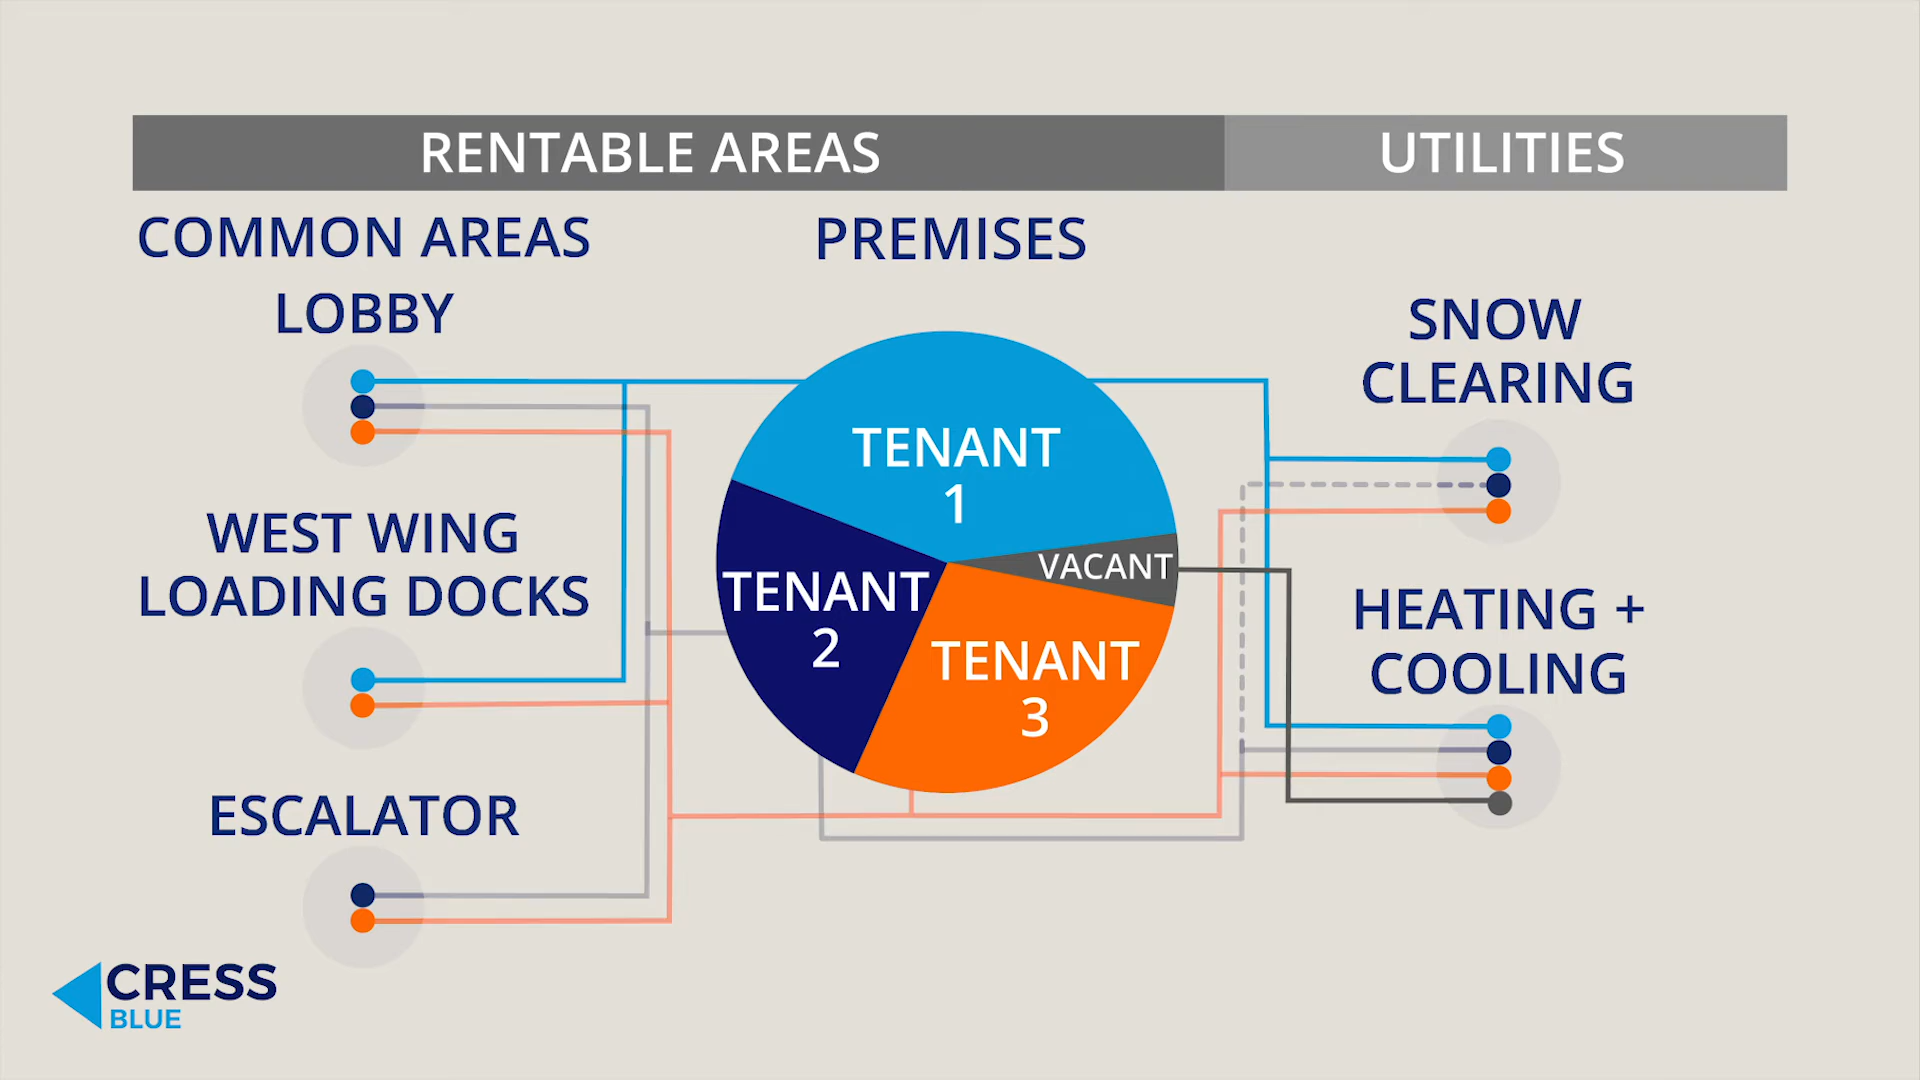 RENTABLE AREAS
UTILITIES
COMMON AREAS
LOBBY
WEST WING
LOADING DOCKS
ESCALATOR
PREMISES
TENANT
1
VACANT
TENANT
2
TENANT
3
SNOW
CLEARING
HEATING +
COOLING
CRESS
BLUE